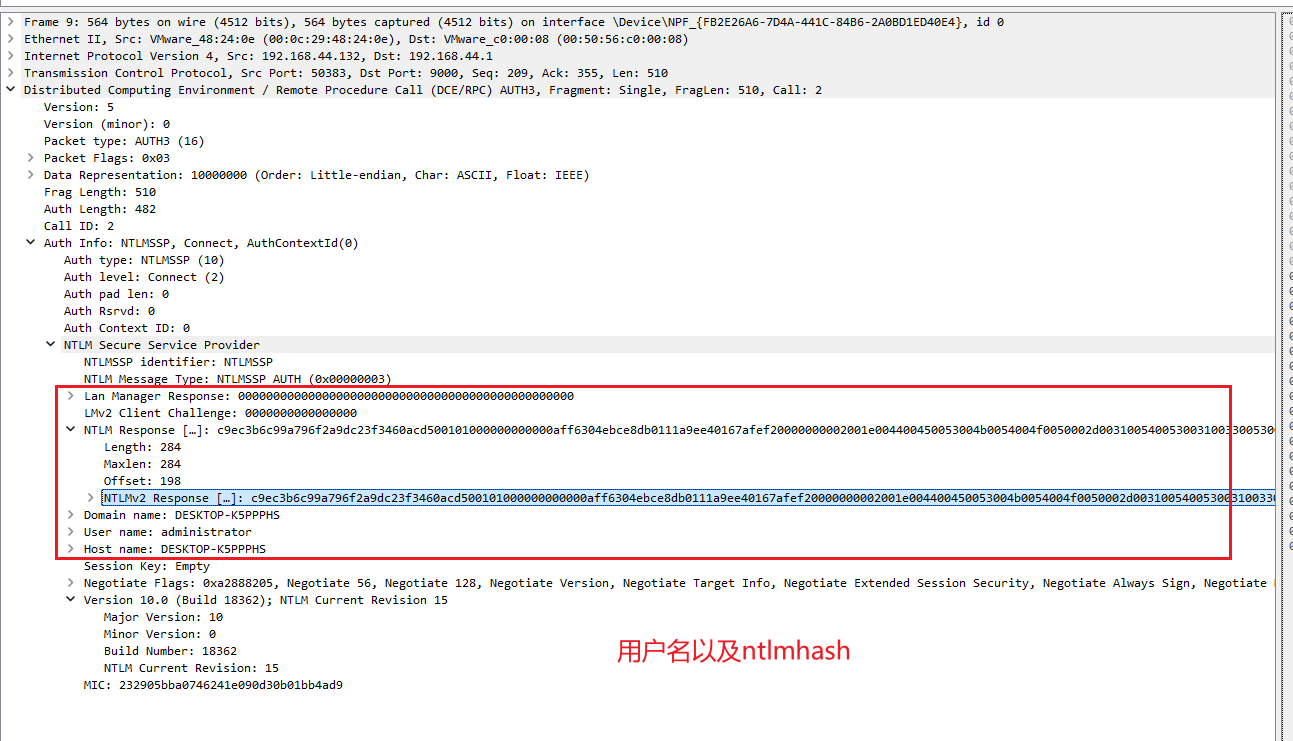 Frame 9: 564 bytes on wire (4512 bits), 564 bytes captured (4512 bits) on interface \Device\NPF_{FB2E26A6-7D4A-441C-84B6-2A0BD1ED40E4}, id 0
Ethernet II, Src: VMware_48:24:0e (00:0c:29:48:24:0e), Dst: VMware_c0:00:08 (00:50:56:c0:00:08)
Internet Protocol Version 4, Src: 192.168.44.132, Dst: 192.168.44.1
Transmission Control Protocol, Src Port: 50383, Dst Port: 9000, Seq: 209, Ack: 355, Len: 510
Distributed Computing Environment / Remote Procedure Call (DCE/RPC) AUTH3, Fragment: Single, FragLen: 510, Call: 2
Version: 5
Version (minor): 0
Packet type: AUTH3 (16)
Packet Flags: 0x03
Data Representation: 10000000 (Order: Little-endian, Char: ASCII, Float: IEEE)
Frag Length: 510
Auth Length: 482
Call ID: 2
Auth Info: NTLMSSP, Connect, AuthContextId(0)
Auth type: NTLMSSP (10)
Auth level: Connect (2)
Auth pad len: 0
Auth Rsrvd: 0
Auth Context ID: 0
NTLM Secure Service Provider
NTLMSSP identifier: NTLMSSP
NTLM Message Type: NTLMSSP_AUTH (0x00000003)
Lan Manager Response: 000000000000000000000000000000000000000000000000
LMv2 Client Challenge: 0000000000000000
NTLM Response […]: c9ec3b6c99a796f2a9dc23f3460acd500101000000000000aff6304ebce8db0111a9ee40167afef20000000002001e004400450053004b0054004f0050002d00310054005300310033005300
Length: 284
Maxlen: 284
Offset: 198
NTLMv2 Response […]: c9ec3b6c99a796f2a9dc23f3460acd500101000000000000aff6304ebce8db0111a9ee40167afef20000000002001e004400450053004b0054004f0050002d003100540053003100330
Domain name: DESKTOP-K5PPPHS
User name: administrator
Host name: DESKTOP-K5PPPHS
Session Key: Empty
Negotiate Flags: 0xa2888205, Negotiate 56, Negotiate 128, Negotiate Version, Negotiate Target Info, Negotiate Extended Session Security, Negotiate Always Sign, Negotiate
Version 10.0 (Build 18362); NTLM Current Revision 15
Major Version: 10
Minor Version: 0
Build Number: 18362
NTLM Current Revision: 15
用户名以及ntlmhash
MIC: 232905bba0746241e090d30b01bb4ad9